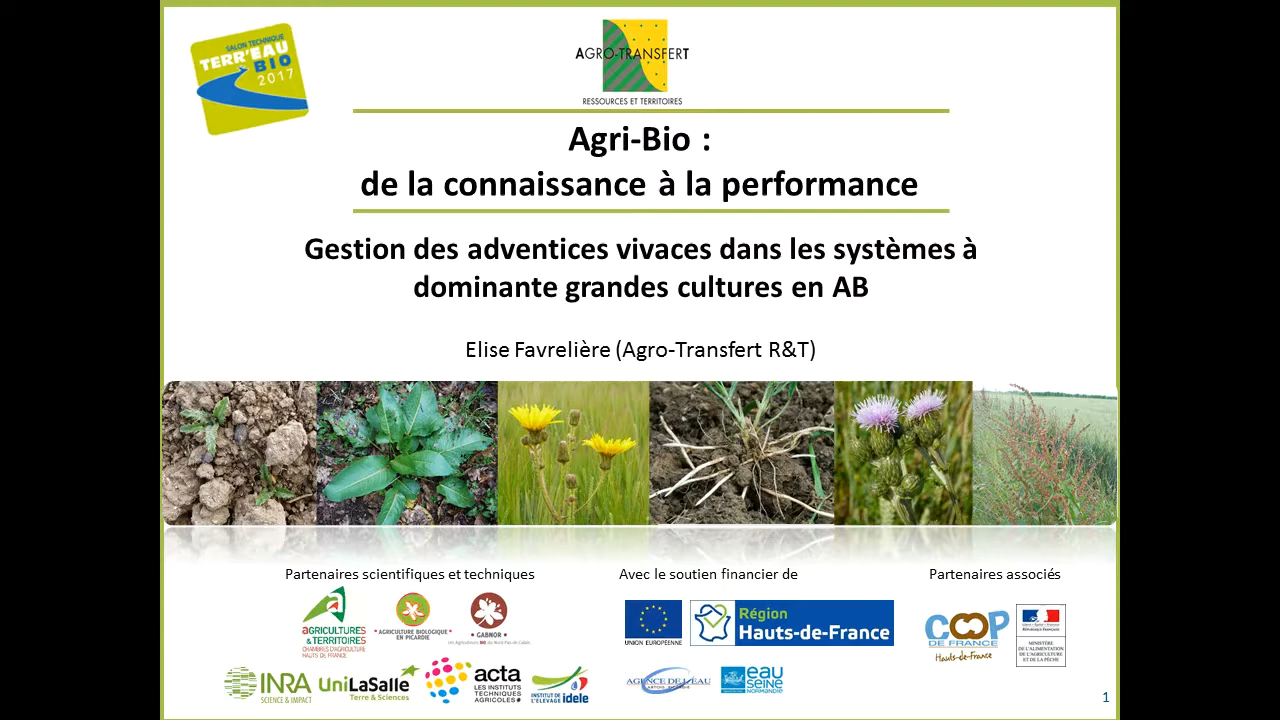 SALON TECHNIQUE
TERR'EAU
BIO
2017
AGRO-TRANSFERT
RESSOURCES ET TERRITOIRES
Agri-Bio :
de la connaissance à la performance
Gestion des adventices vivaces dans les systèmes à
dominante grandes cultures en AB
Elise Favrelière (Agro-Transfert R&T)
Partenaires scientifiques et techniques
Avec le soutien financier de
Partenaires associés
AGRICULTURES
& TERRITOIRES
CHAMBRES D'AGRICULTURE
HAUTS DE FRANCE
AGRICULTURE BIOLOGIQUE
EN PICARDIE
GABNOR
Les Agriculteurs BIO du Nord Pas de Calais
UNION EUROPÉENNE
Région
Hauts-de-France
COOP
DE FRANCE
Hauts-de-France
RÉPUBLIQUE FRANÇAISE
MINISTÈRE
DE L'ALIMENTATION
DE L'AGRICULTURE
ET DE LA PÊCHE
INRA
SCIENCE & IMPACT
UniLaSalle
Terre & Sciences
acta
LES INSTITUTS
TECHNIQUES
AGRICOLES
INSTITUT DE
L'ELEVAGE idele
AGENCE DE L'EAU
ARTOIS PICARDIE
eau
SEINE
NORMANDIE
1